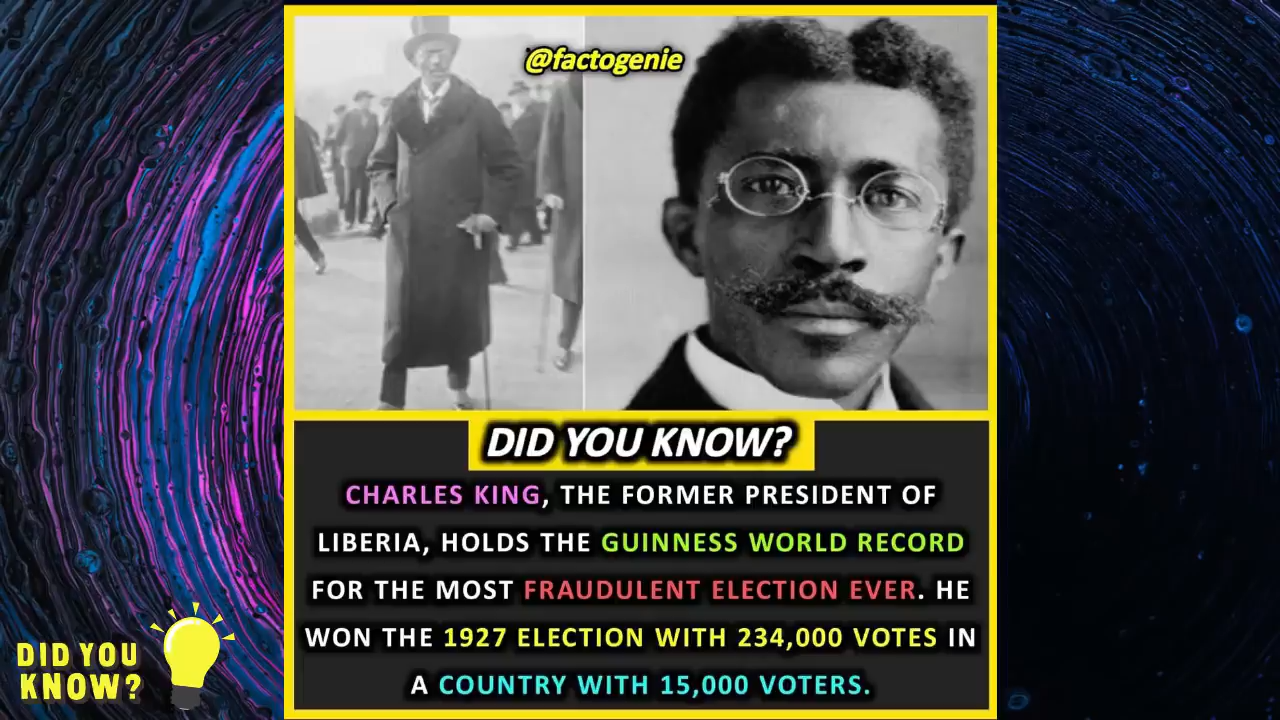 @factogenie
DID YOU KNOW?
CHARLES KING, THE FORMER PRESIDENT OF
LIBERIA, HOLDS THE GUINNESS WORLD RECORD
FOR THE MOST FRAUDULENT ELECTION EVER. HE
WON THE 1927 ELECTION WITH 234,000 VOTES IN
A COUNTRY WITH 15,000 VOTERS.
DID YOU
KNOW?